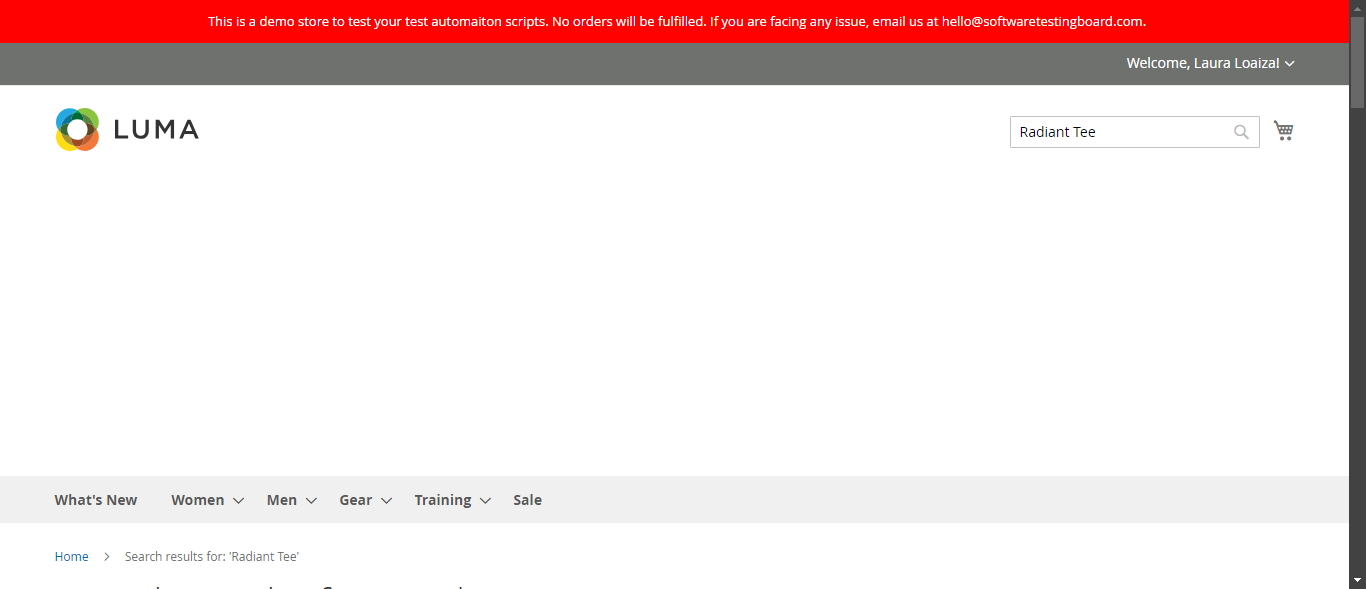 This is a demo store to test your test automaiton scripts. No orders will be fulfilled. If you are facing any issue, email us at hello@softwaretestingboard.com.
Welcome, Laura Loaiza!
LUMA
Radiant Tee
What's New Women Men Gear Training Sale
Home Search results for: 'Radiant Tee'